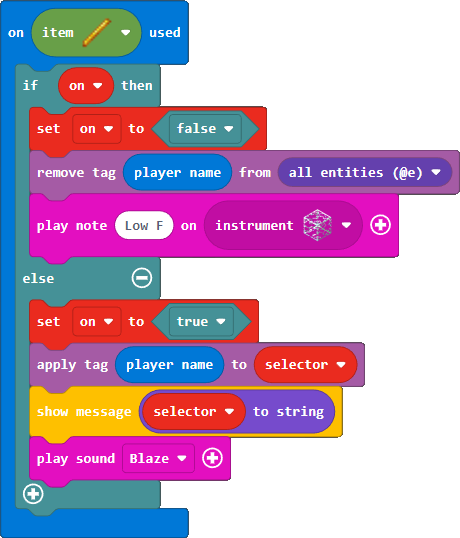 on item used
if on then
set on to false
remove tag player name from all entities (@e)
play note Low F on instrument
else
set on to true
apply tag player name to selector
show message selector to string
play sound Blaze